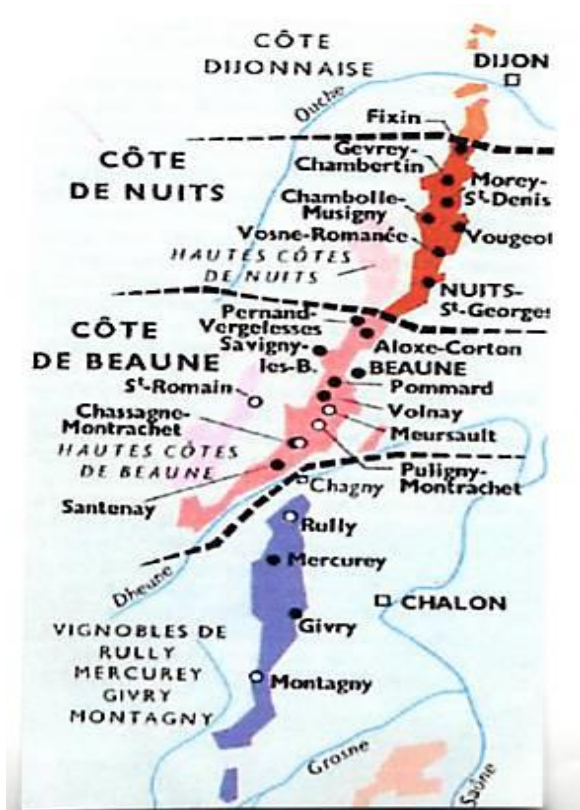 CÔTE
DIJONNAISE
DIJON
Ouche
Fixin
Gevrey-
Chambertin
CÔTE
DE NUITS
Morey-
St-Denis
Chambolle-
Musigny
Vosne-Romanée
Vougeot
HAUTES CÔTES
DE NUITS
NUITS-
St-Georges
Pernand-
Vergelesses
CÔTE
DE BEAUNE
Savigny-
les-B.
Aloxe-Corton
BEAUNE
St-Romain
Pommard
Volnay
Chassagne-
Montrachet
Meursault
HAUTES CÔTES
DE BEAUNE
Puligny-
Montrachet
Chagny
Santenay
Rully
Dheune
Mercurey
CHALON
Givry
VIGNOBLES DE
RULLY
MERCUREY
GIVRY
MONTAGNY
Montagny
Grosne
Saône